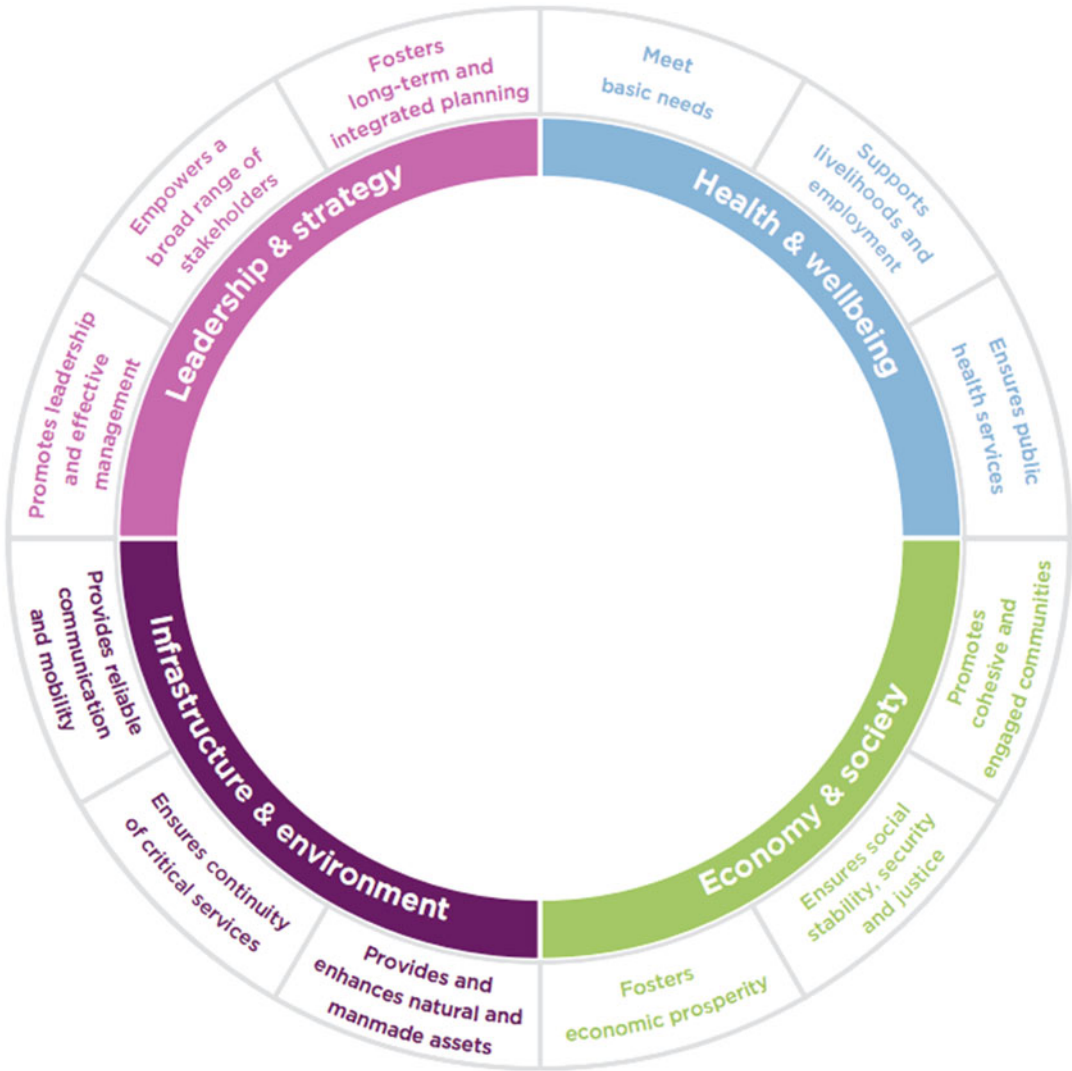 Meet
basic needs
Supports
livelihoods and
employment
Ensures public
health services
Promotes
cohesive and
engaged communities
Ensures social
stability, security
and justice
Fosters
economic prosperity
Provides and
enhances natural and
manmade assets
Ensures continuity
of critical services
Provides reliable
communication
and mobility
Promotes leadership
and effective
management
Empowers a
broad range of
stakeholders
Fosters
long-term and
integrated planning
Health & wellbeing
Economy & society
Infrastructure & environment
Leadership & strategy